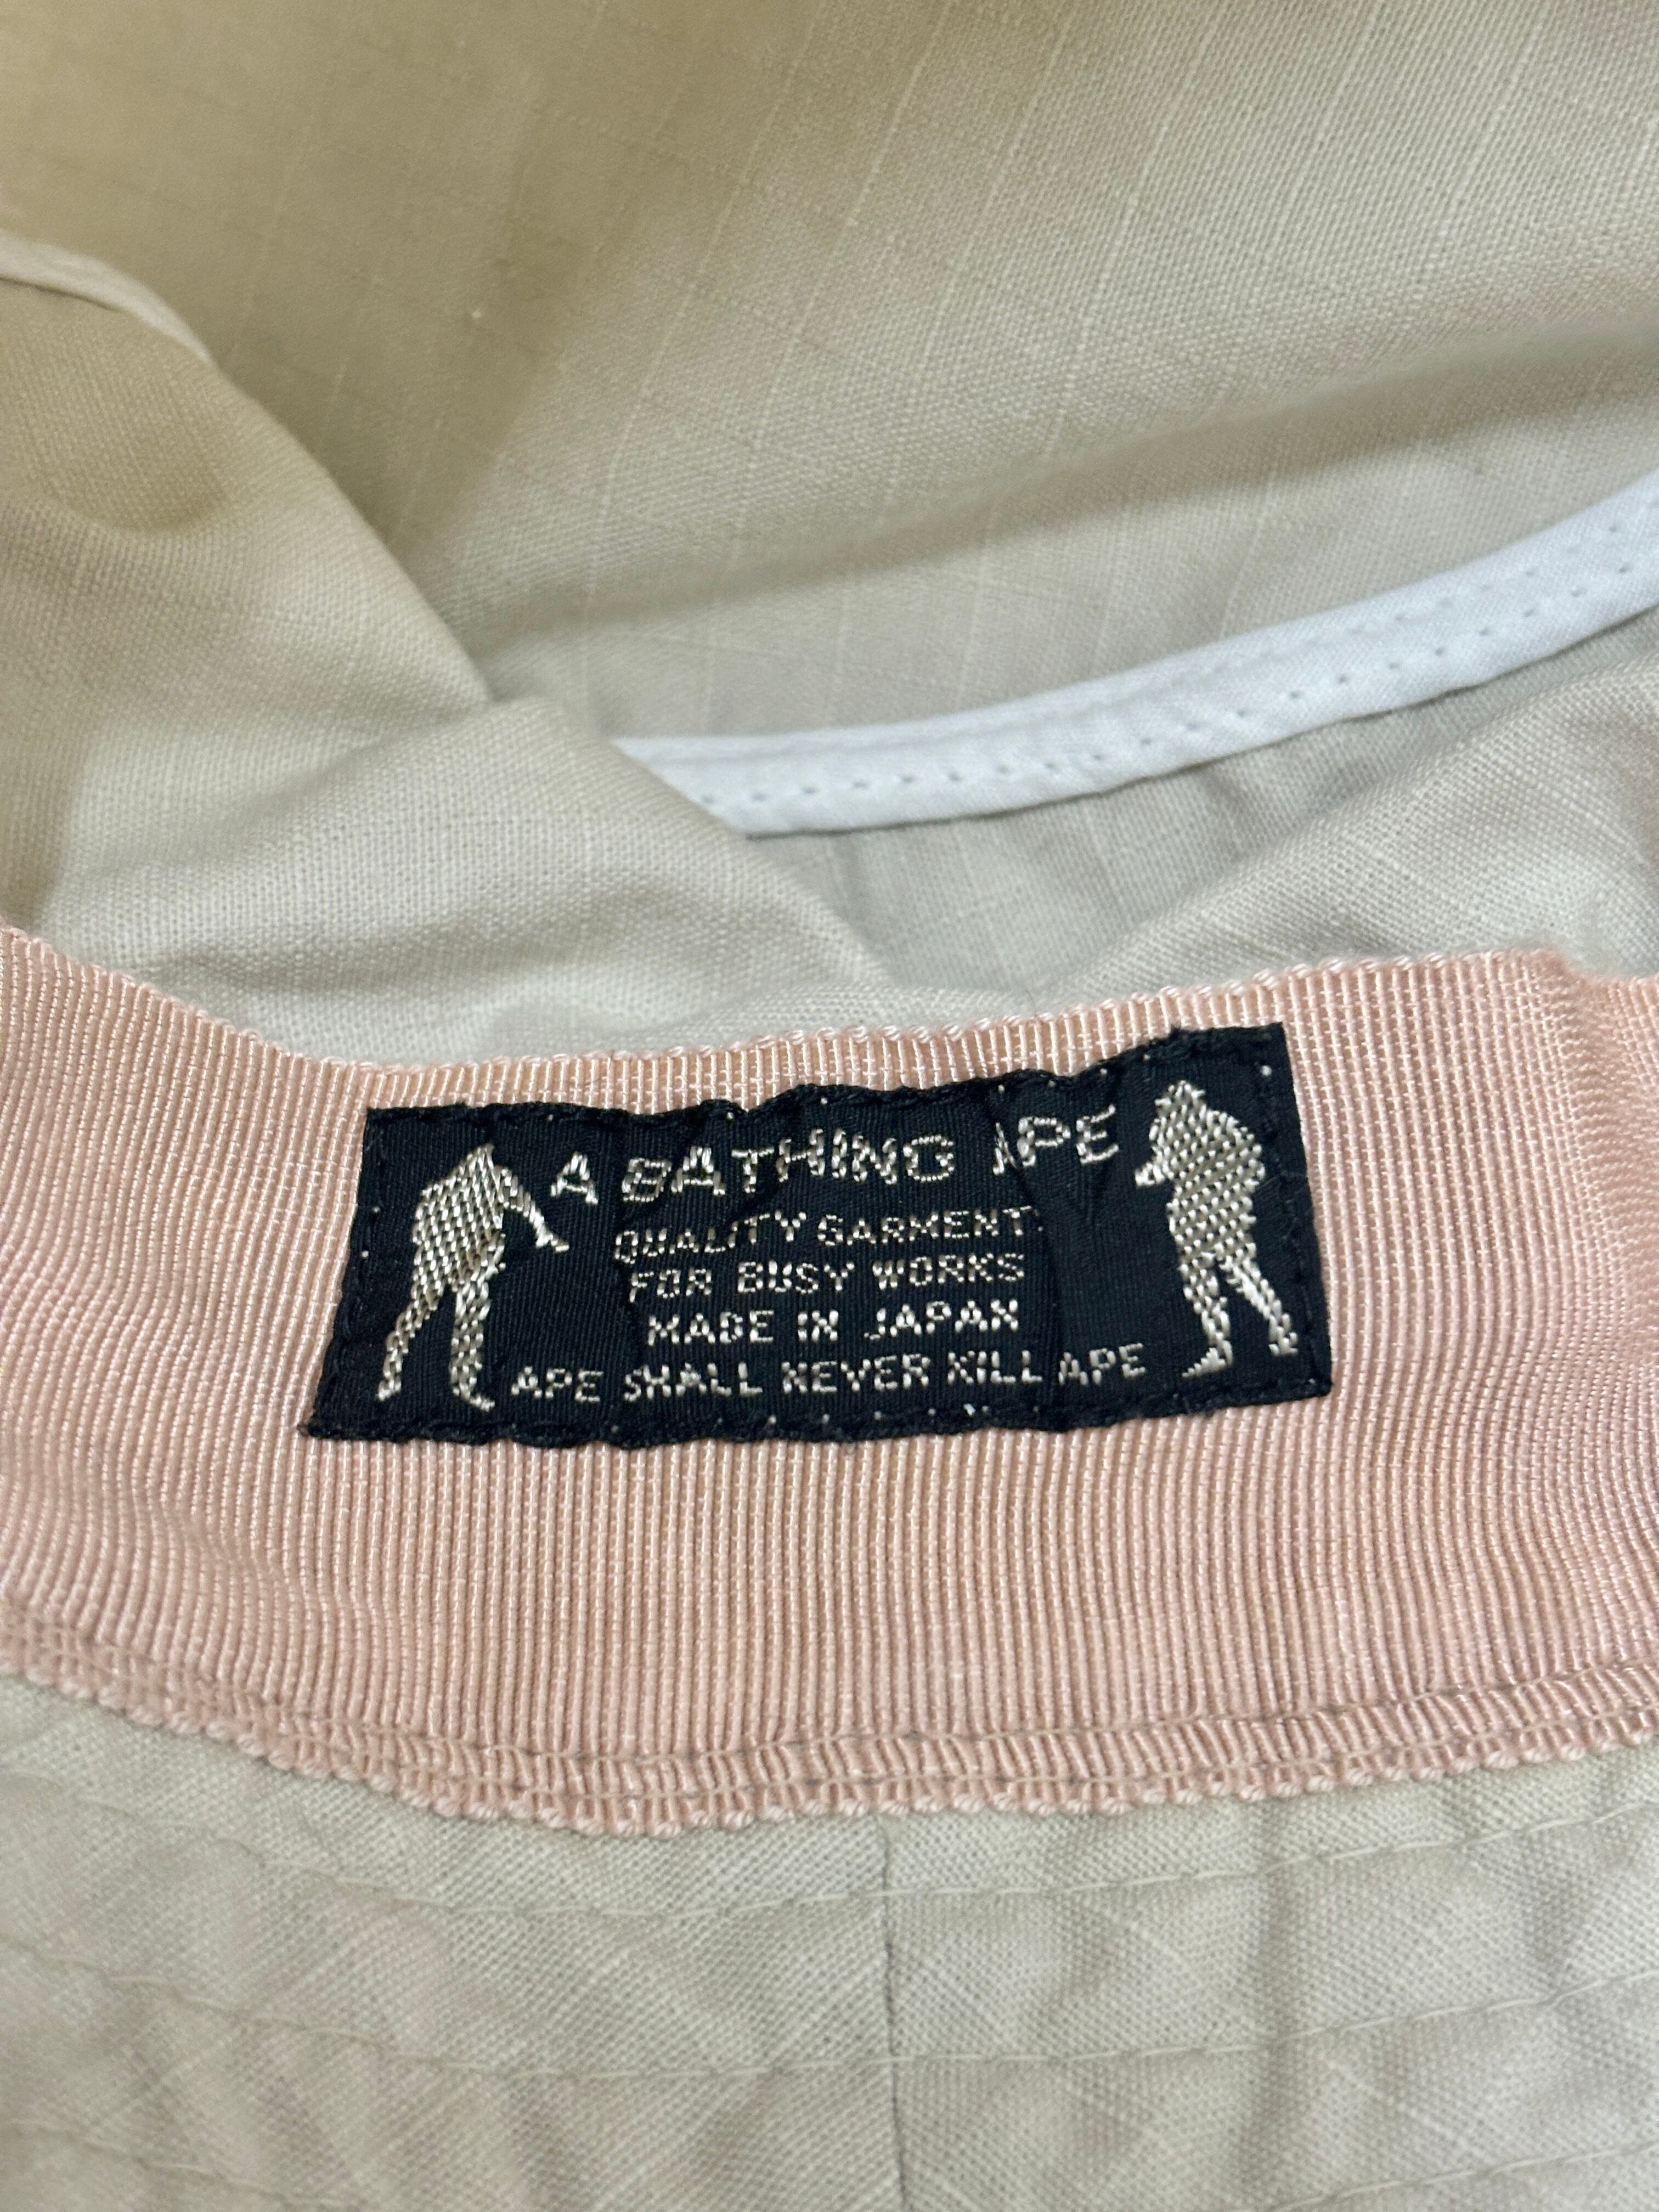 A BATHING APE
QUALITY GARMENT
FOR BUSY WORKS
MADE IN JAPAN
APE SHALL NEVER KILL APE